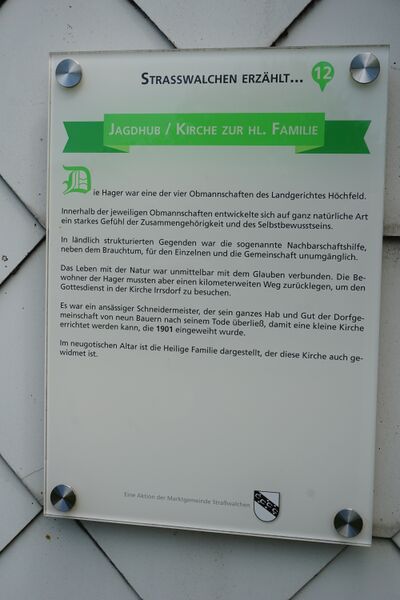 STRASSWALCHEN ERZÄHLT... 12
JAGDHUB / KIRCHE ZUR HL. FAMILIE
Die Hager war eine der vier Obmannschaften des Landgerichtes Höchfeld.
Innerhalb der jeweiligen Obmannschaften entwickelte sich auf ganz natürliche Art
ein starkes Gefühl der Zusammengehörigkeit und des Selbstbewusstseins.
In ländlich strukturierten Gegenden war die sogenannte Nachbarschaftshilfe,
neben dem Brauchtum, für den Einzelnen und die Gemeinschaft unumgänglich.
Das Leben mit der Natur war unmittelbar mit dem Glauben verbunden. Die Be-
wohner der Hager mussten aber einen kilometerweiten Weg zurücklegen, um den
Gottesdienst in der Kirche Irrsdorf zu besuchen.
Es war ein ansässiger Schneidermeister, der sein ganzes Hab und Gut der Dorfge-
meinschaft von neun Bauern nach seinem Tode überließ, damit eine kleine Kirche
errichtet werden kann, die 1901 eingeweiht wurde.
Im neugotischen Altar ist die Heilige Familie dargestellt, der diese Kirche auch ge-
widmet ist.
Eine Aktion der Marktgemeinde Straßwalchen